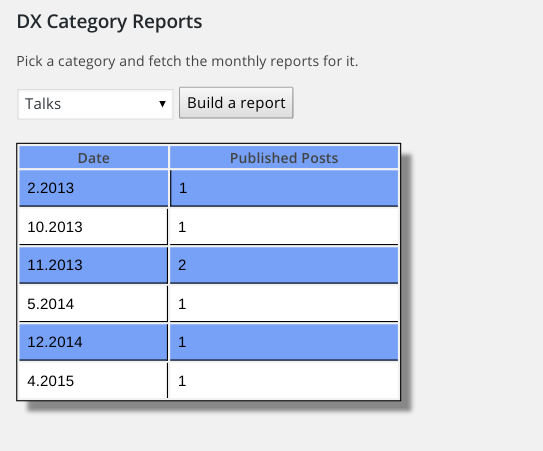 DX Category Reports
Pick a category and fetch the monthly reports for it.
Talks Build a report
Date Published Posts
2.2013 1
10.2013 1
11.2013 2
5.2014 1
12.2014 1
4.2015 1